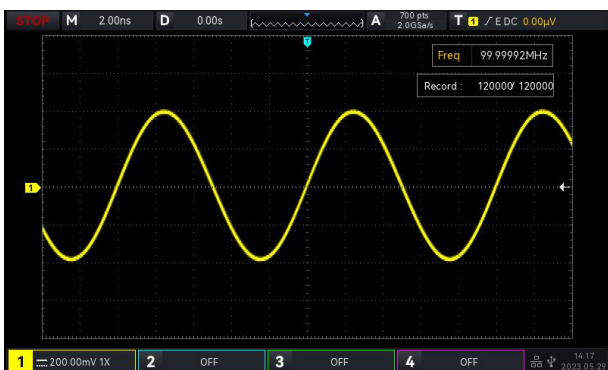 STOP M 2.00ns D 0.00s A 700 pts 2.0GSa/s T 1 E DC 0.00μV
T
Freq 99.99992MHz
Record : 120000/ 120000
1
1 200.00mV 1X 2 OFF 3 OFF 4 OFF 14:17
2023.05.29